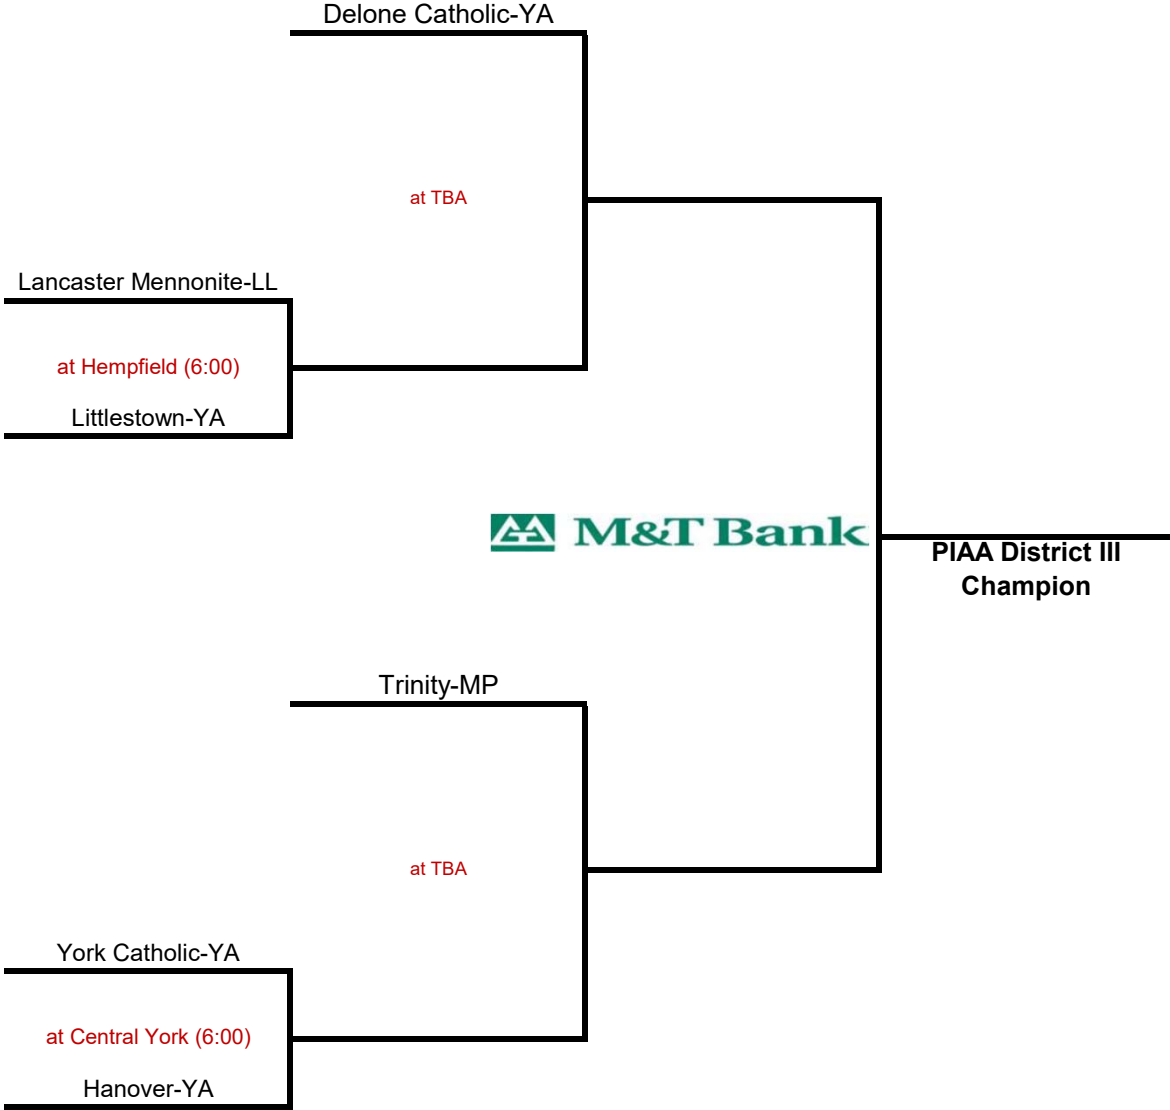 Delone Catholic-YA
at TBA
Lancaster Mennonite-LL
at Hempfield (6:00)
Littlestown-YA
M&T Bank
PIAA District III
Champion
Trinity-MP
at TBA
York Catholic-YA
at Central York (6:00)
Hanover-YA